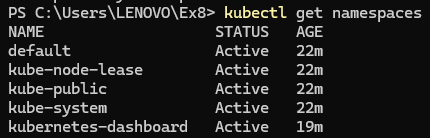 PS C:\Users\LENOVO\Ex8> kubectl get namespaces
NAME STATUS AGE
default Active 22m
kube-node-lease Active 22m
kube-public Active 22m
kube-system Active 22m
kubernetes-dashboard Active 19m